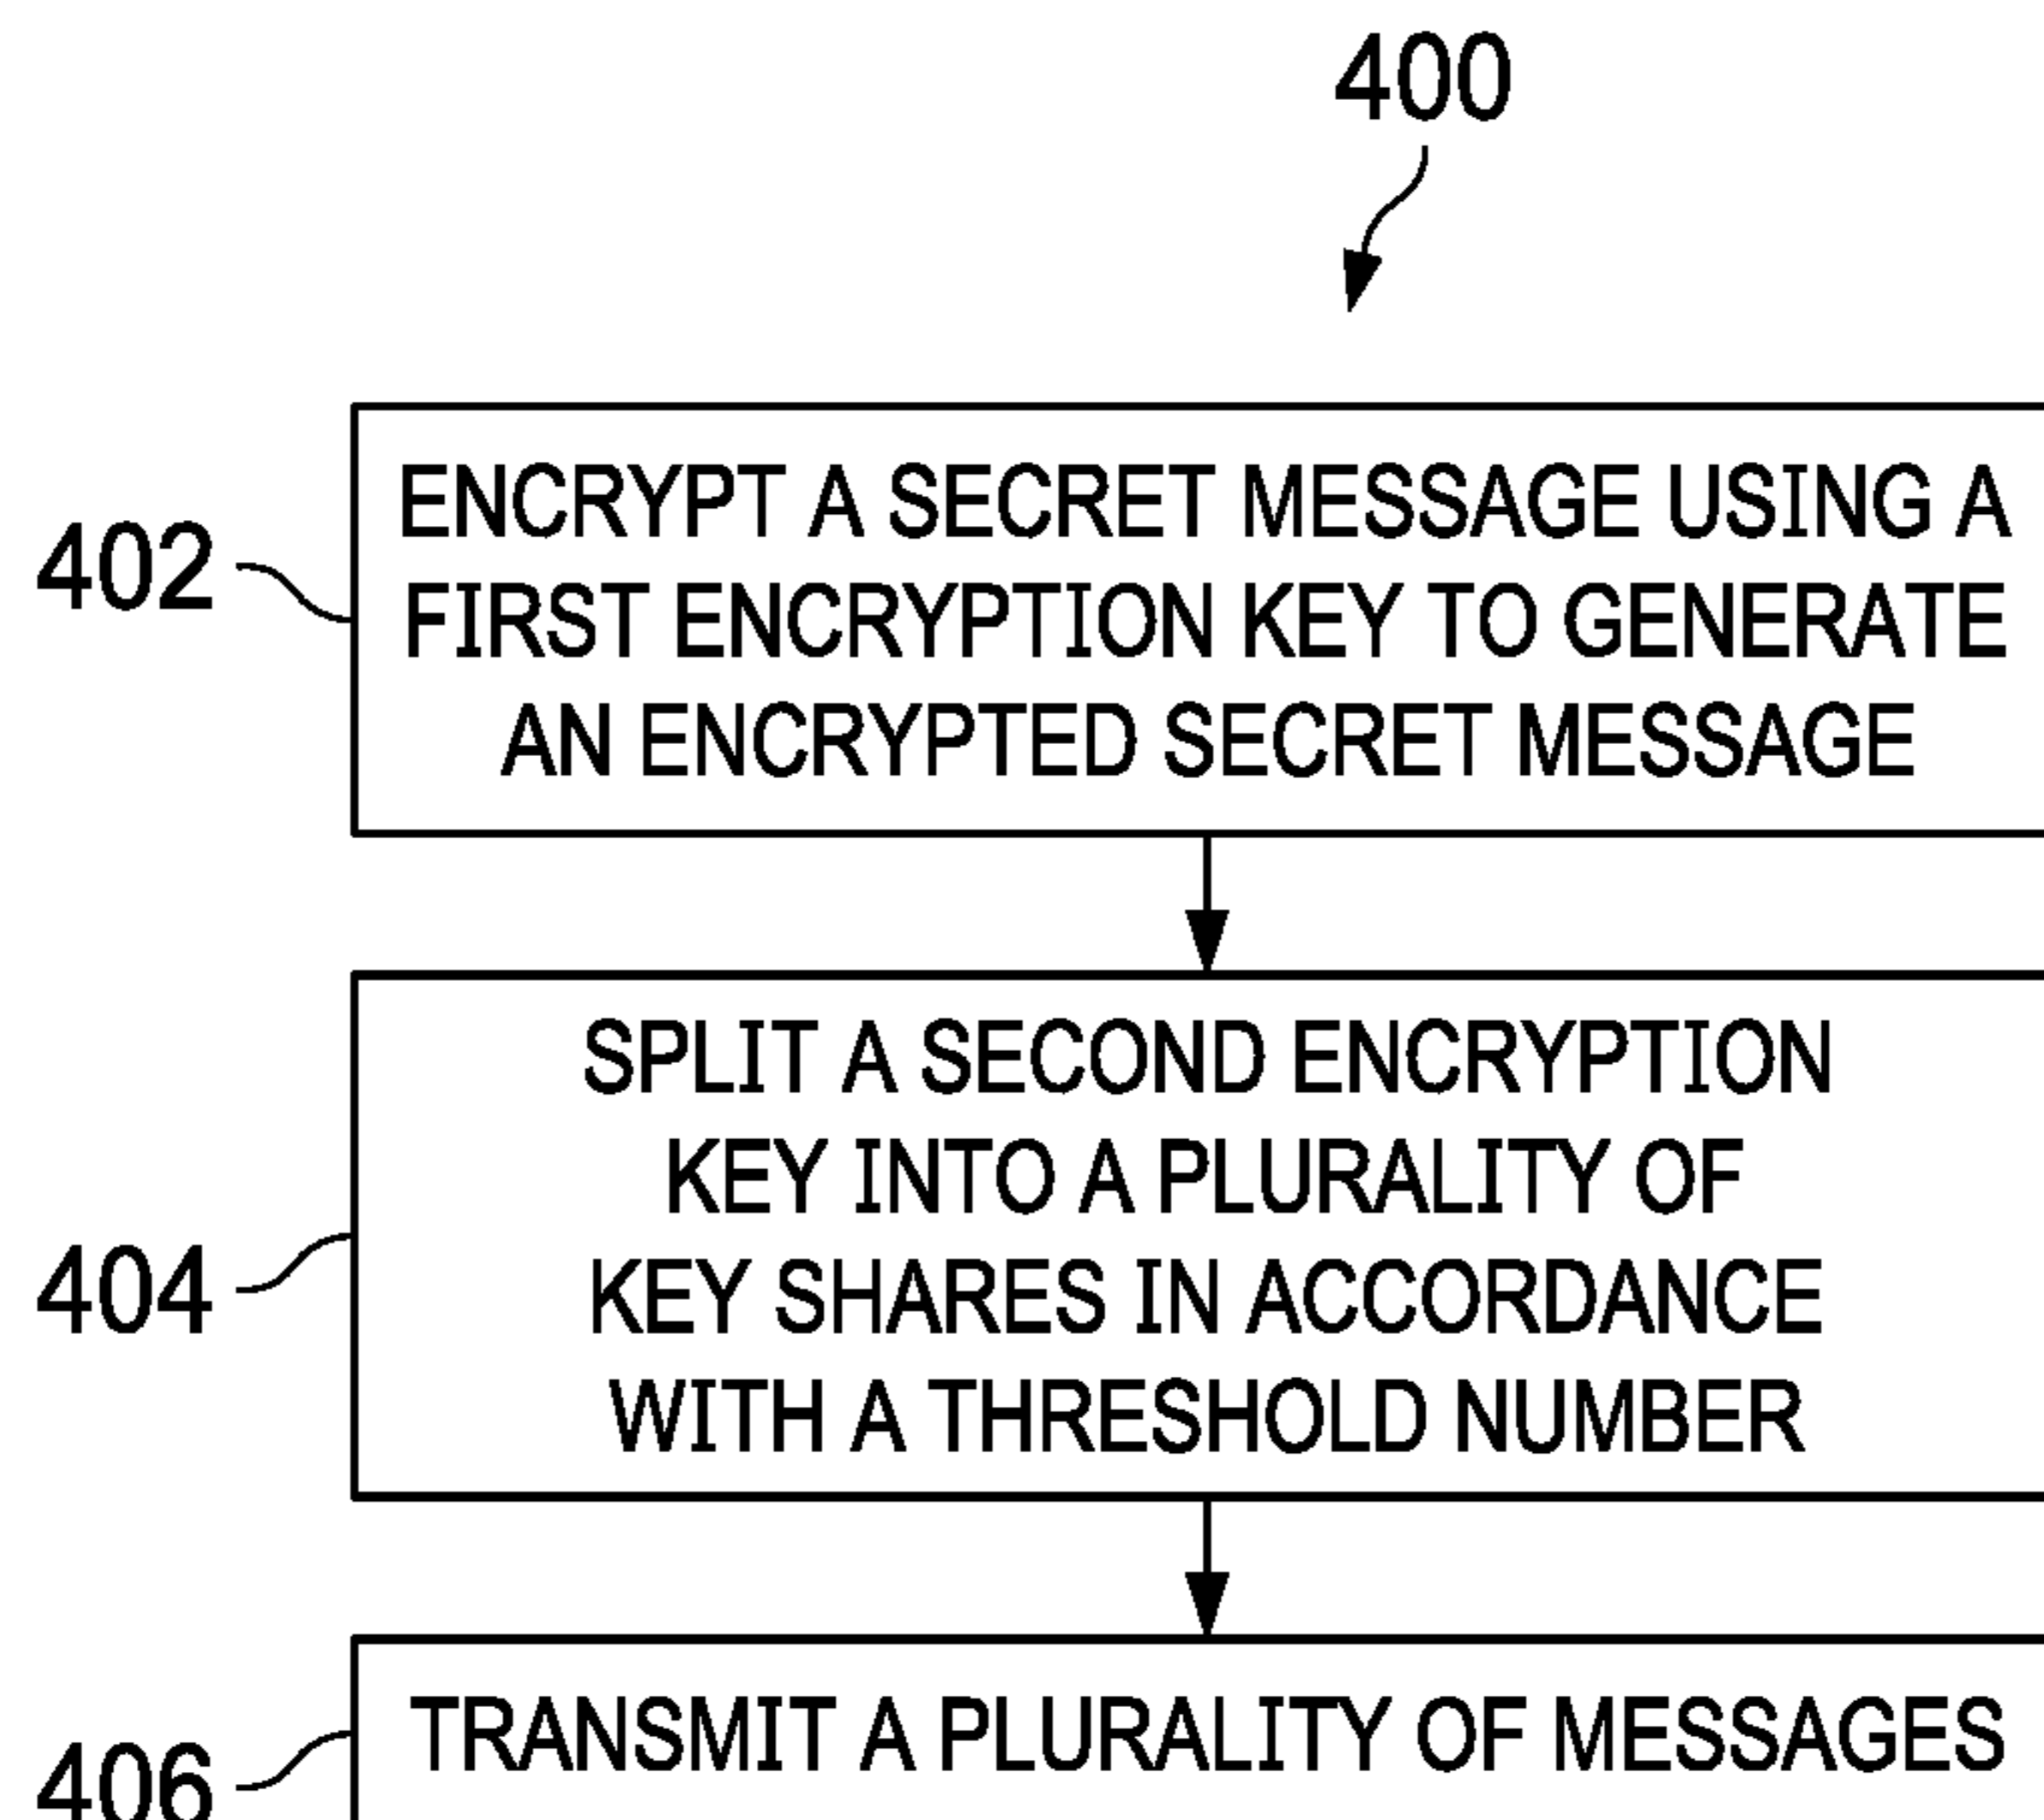 400
402
ENCRYPT A SECRET MESSAGE USING A
FIRST ENCRYPTION KEY TO GENERATE
AN ENCRYPTED SECRET MESSAGE
404
SPLIT A SECOND ENCRYPTION
KEY INTO A PLURALITY OF
KEY SHARES IN ACCORDANCE
WITH A THRESHOLD NUMBER
406
TRANSMIT A PLURALITY OF MESSAGES